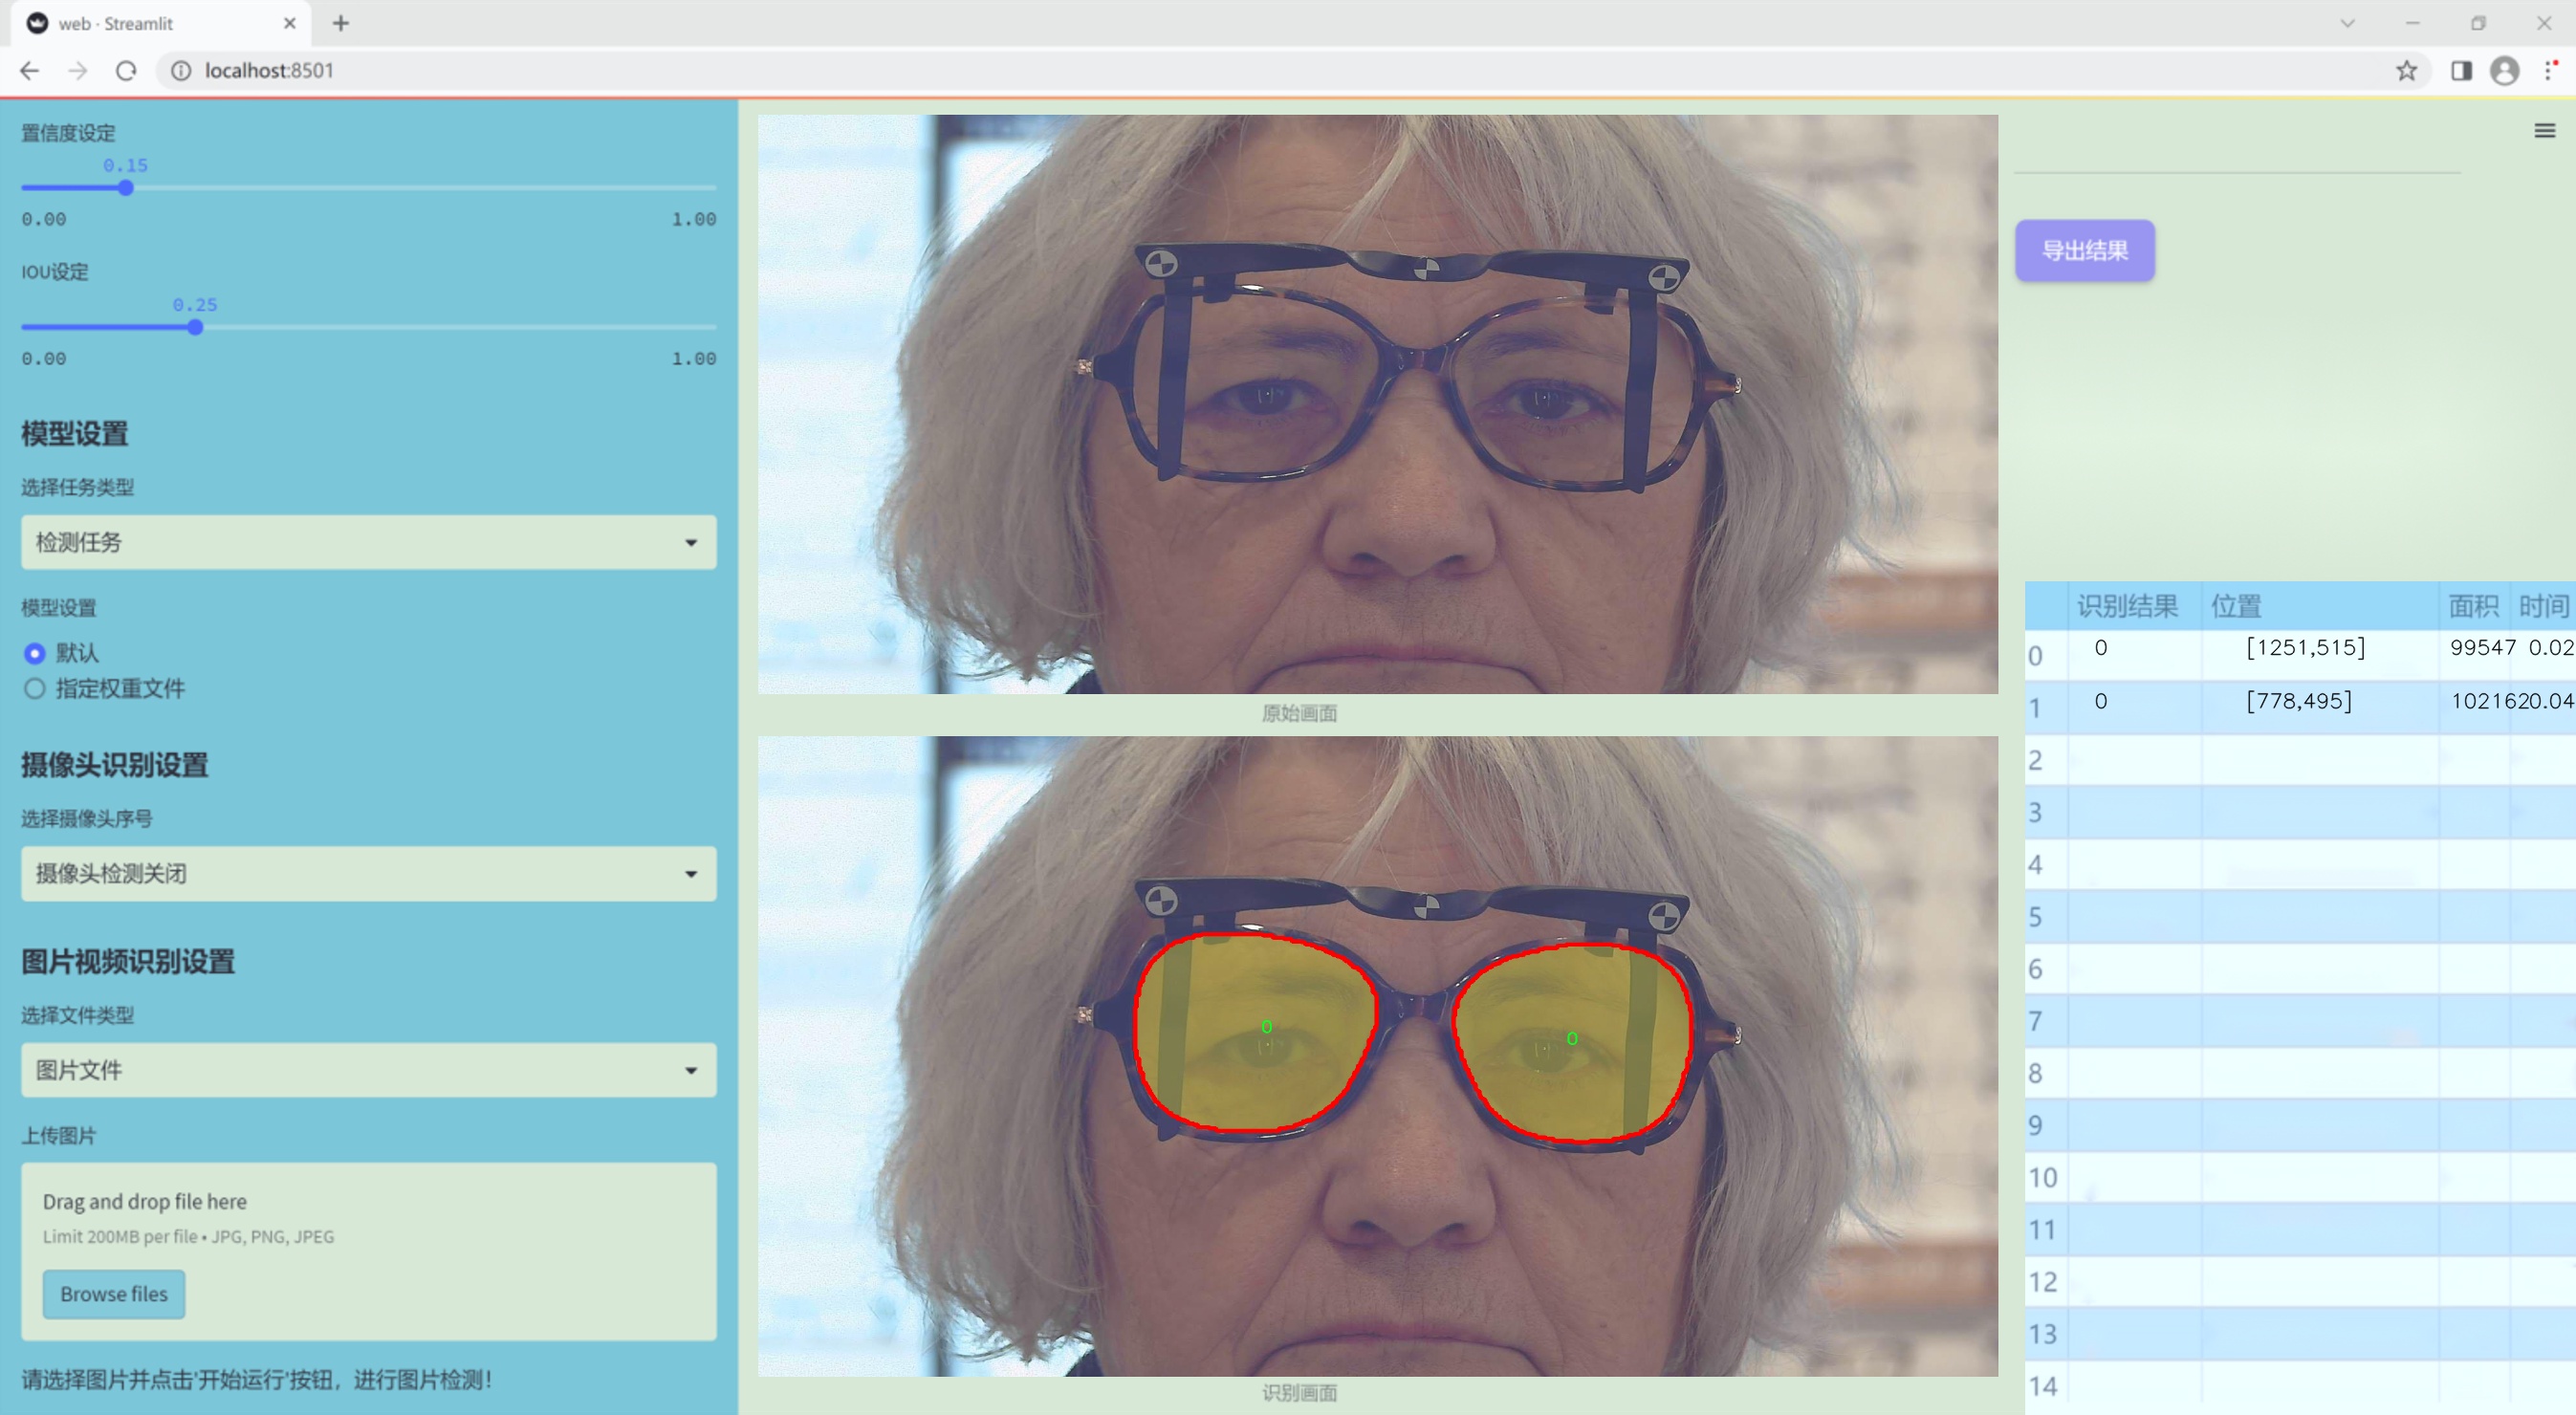 web · Streamlit
localhost:8501
置信度设定
0.15
0.00 1.00
IOU设定
0.25
0.00 1.00
模型设置
选择任务类型
检测任务
模型设置
默认
指定权重文件
摄像头识别设置
选择摄像头序号
摄像头检测关闭
图片视频识别设置
选择文件类型
图片文件
上传图片
Drag and drop file here
Limit 200MB per file • JPG, PNG, JPEG
Browse files
请选择图片并点击'开始运行'按钮，进行图片检测！
原始画面
0 0
识别画面
导出结果
识别结果 位置 面积 时间
0 0 [1251,515] 99547 0.02
1 0 [778,495] 102162 0.04
2
3
4
5
6
7
8
9
10
11
12
13
14